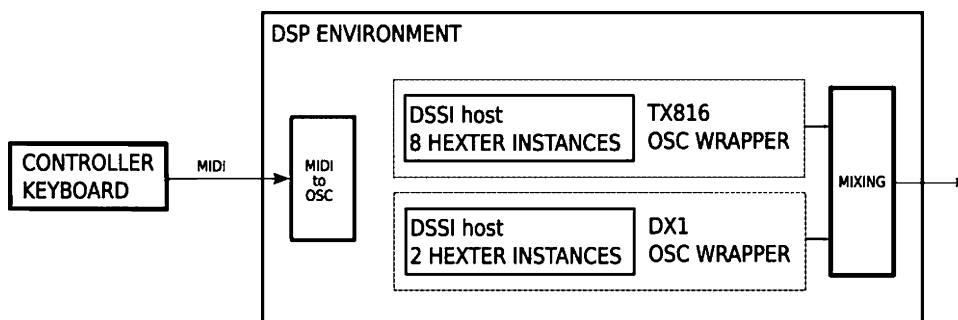 DSP ENVIRONMENT
CONTROLLER
KEYBOARD
MIDI
MIDI
to
OSC
DSSI host
8 HEXTER INSTANCES
TX816
OSC WRAPPER
DSSI host
2 HEXTER INSTANCES
DX1
OSC WRAPPER
MIXING